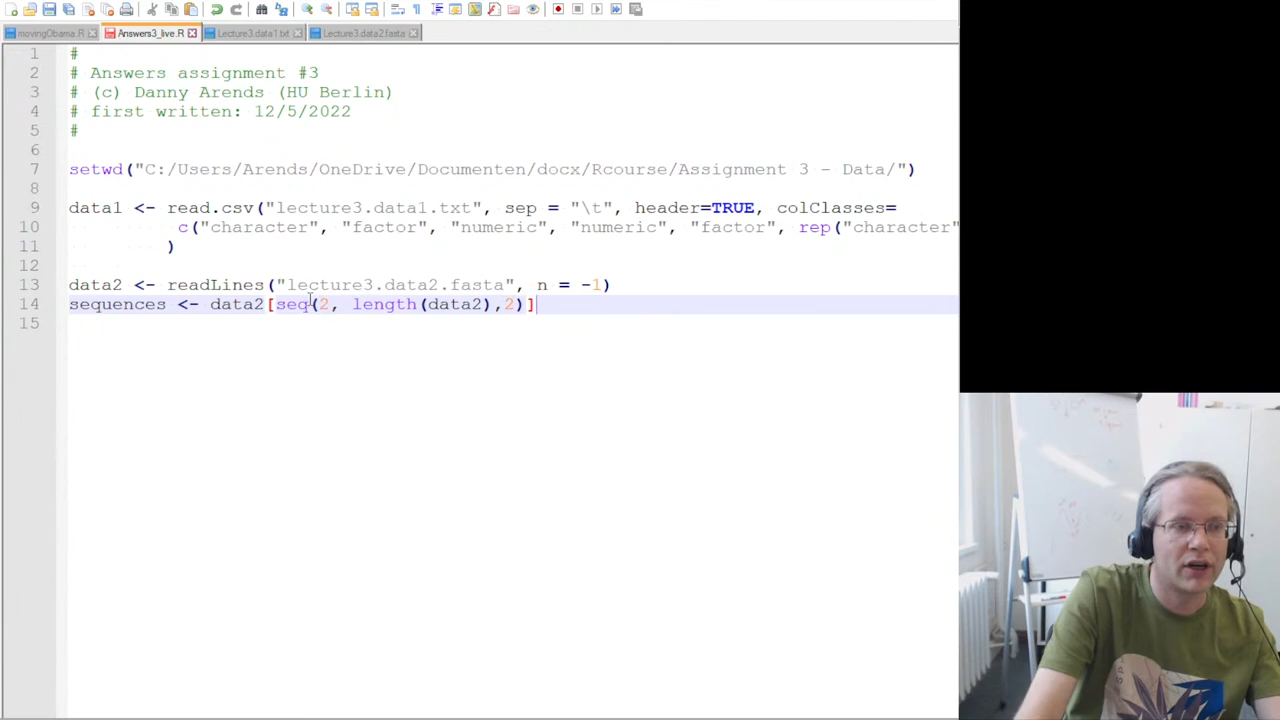 movingObama.R
Answers3_live.R
Lecture3.data1.txt
Lecture3.data2.fasta
1 #
2 # Answers assignment #3
3 # (c) Danny Arends (HU Berlin)
4 # first written: 12/5/2022
5 #
6
7 setwd("C:/Users/Arends/OneDrive/Documenten/docx/Rcourse/Assignment 3 - Data/")
8
9 data1 <- read.csv("lecture3.data1.txt", sep = "\t", header=TRUE, colClasses=
10 c("character", "factor", "numeric", "numeric", "factor", rep("character"
11 )
12
13 data2 <- readLines("lecture3.data2.fasta", n = -1)
14 sequences <- data2[seq(2, length(data2),2)]
15